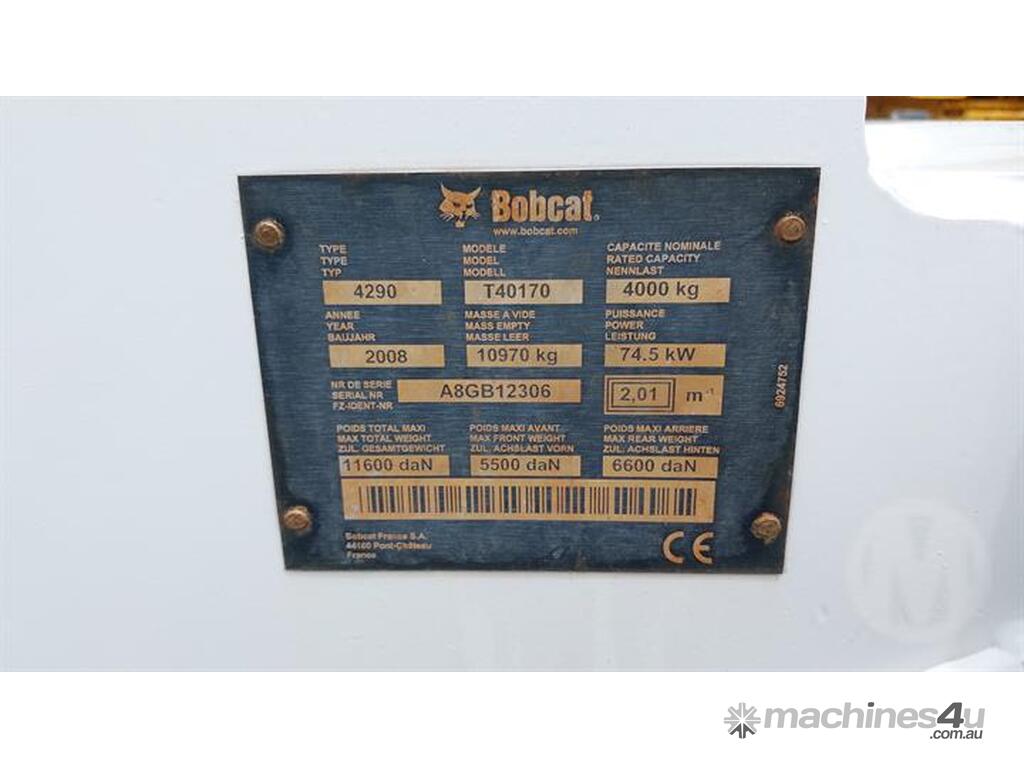 Bobcat®
www.bobcat.com
TYPE MODELE CAPACITE NOMINALE
TYPE MODEL RATED CAPACITY
TYP MODELL NENNLAST
4290 T40170 4000 kg
ANNEE MASSE A VIDE PUISSANCE
YEAR MASS EMPTY POWER
BAUJAHR MASSE LEER LEISTUNG
2008 10970 kg 74.5 kW
NR DE SERIE
SERIAL NR
FZ-IDENT-NR
A8GB12306 2,01 m⁻¹
6924752
POIDS TOTAL MAXI POIDS MAXI AVANT POIDS MAXI ARRIERE
MAX TOTAL WEIGHT MAX FRONT WEIGHT MAX REAR WEIGHT
ZUL. GESAMTGEWICHT ZUL. ACHSLAST VORN ZUL. ACHSLAST HINTEN
11600 daN 5500 daN 6600 daN
Bobcat France S.A.
44160 Pont-Château
France
CE
M
machines4u
.com.au